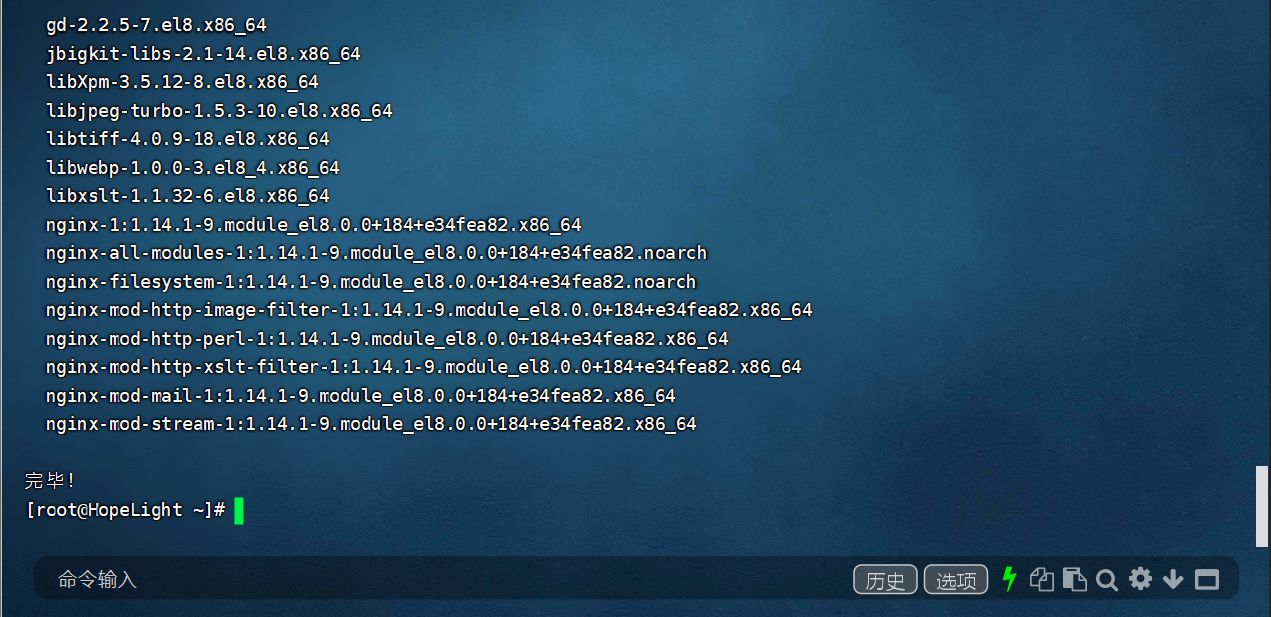 gd-2.2.5-7.el8.x86_64
jbigkit-libs-2.1-14.el8.x86_64
libXpm-3.5.12-8.el8.x86_64
libjpeg-turbo-1.5.3-10.el8.x86_64
libtiff-4.0.9-18.el8.x86_64
libwebp-1.0.0-3.el8_4.x86_64
libxslt-1.1.32-6.el8.x86_64
nginx-1:1.14.1-9.module_el8.0.0+184+e34fea82.x86_64
nginx-all-modules-1:1.14.1-9.module_el8.0.0+184+e34fea82.noarch
nginx-filesystem-1:1.14.1-9.module_el8.0.0+184+e34fea82.noarch
nginx-mod-http-image-filter-1:1.14.1-9.module_el8.0.0+184+e34fea82.x86_64
nginx-mod-http-perl-1:1.14.1-9.module_el8.0.0+184+e34fea82.x86_64
nginx-mod-http-xslt-filter-1:1.14.1-9.module_el8.0.0+184+e34fea82.x86_64
nginx-mod-mail-1:1.14.1-9.module_el8.0.0+184+e34fea82.x86_64
nginx-mod-stream-1:1.14.1-9.module_el8.0.0+184+e34fea82.x86_64
完毕！
[root@HopeLight ~]#
命令输入 历史 选项